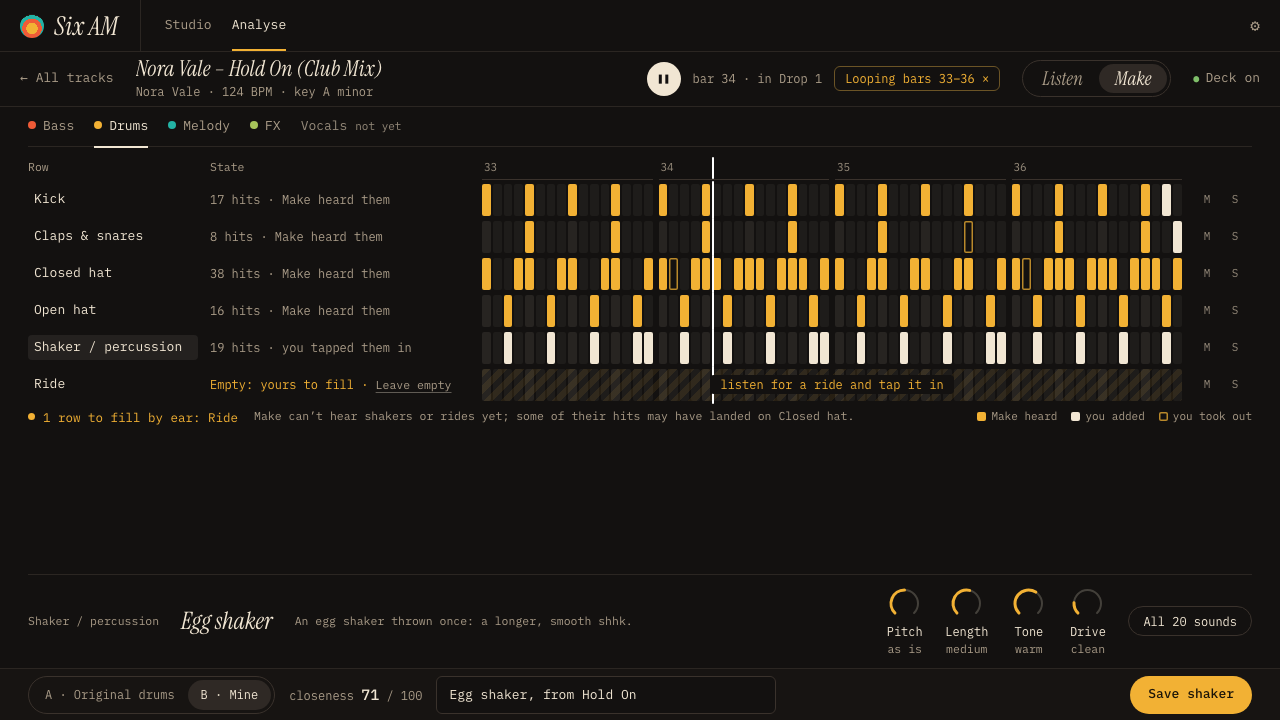 Six AM
Studio Analyse
⚙
← All tracks
Nora Vale – Hold On (Club Mix)
Nora Vale · 124 BPM · key A minor
bar 34 · in Drop 1
Looping bars 33–36 ×
Listen Make
Deck on
Bass Drums Melody FX Vocals not yet
Row State 33 34 35 36
Kick 17 hits · Make heard them M S
Claps & snares 8 hits · Make heard them M S
Closed hat 38 hits · Make heard them M S
Open hat 16 hits · Make heard them M S
Shaker / percussion 19 hits · you tapped them in M S
Ride Empty: yours to fill · Leave empty listen for a ride and tap it in M S
1 row to fill by ear: Ride Make can’t hear shakers or rides yet; some of their hits may have landed on Closed hat. Make heard you added you took out
Shaker / percussion Egg shaker An egg shaker thrown once: a longer, smooth shhk.
Pitch Length Tone Drive
as is medium warm clean
All 20 sounds
A · Original drums B · Mine closeness 71 / 100 Egg shaker, from Hold On Save shaker